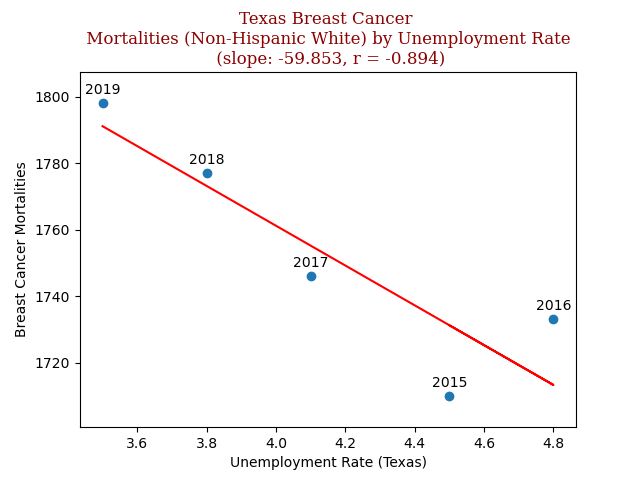 Texas Breast Cancer
Mortalities (Non-Hispanic White) by Unemployment Rate
(slope: -59.853, r = -0.894)
2019
2018
2017
2016
2015
1800
1780
1760
1740
1720
Breast Cancer Mortalities
3.6 3.8 4.0 4.2 4.4 4.6 4.8
Unemployment Rate (Texas)